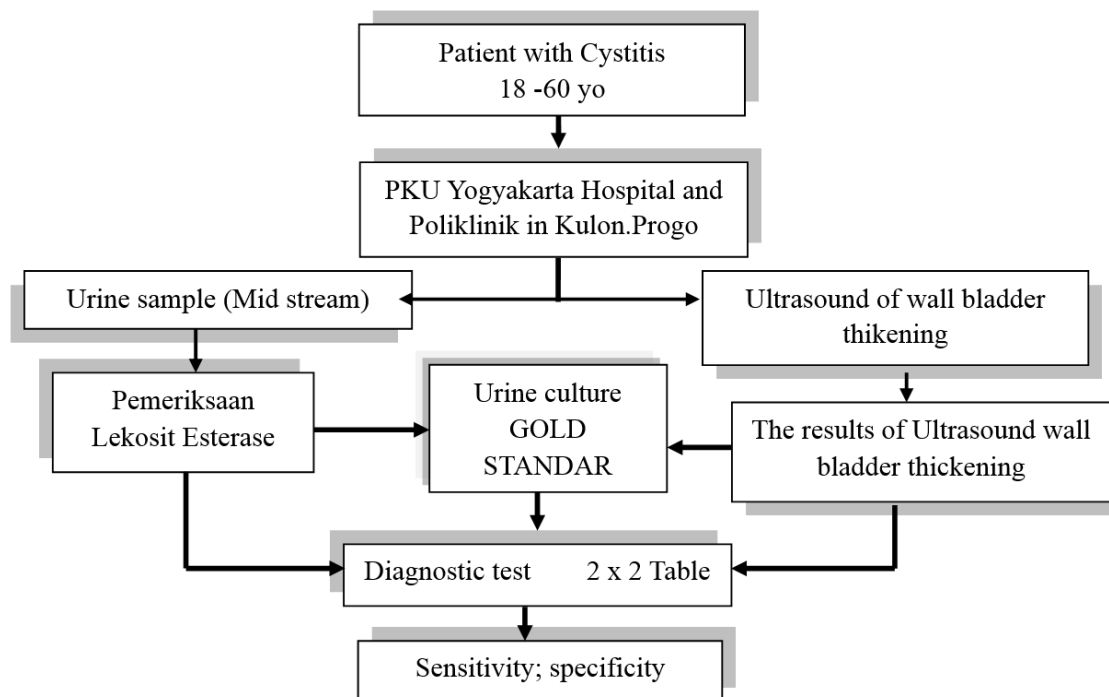 Patient with Cystitis
18 -60 yo
PKU Yogyakarta Hospital and
Poliklinik in Kulon.Progo
Urine sample (Mid stream)
Ultrasound of wall bladder
thikening
Pemeriksaan
Lekosit Esterase
Urine culture
GOLD
STANDAR
The results of Ultrasound wall
bladder thickening
Diagnostic test 2 x 2 Table
Sensitivity; specificity